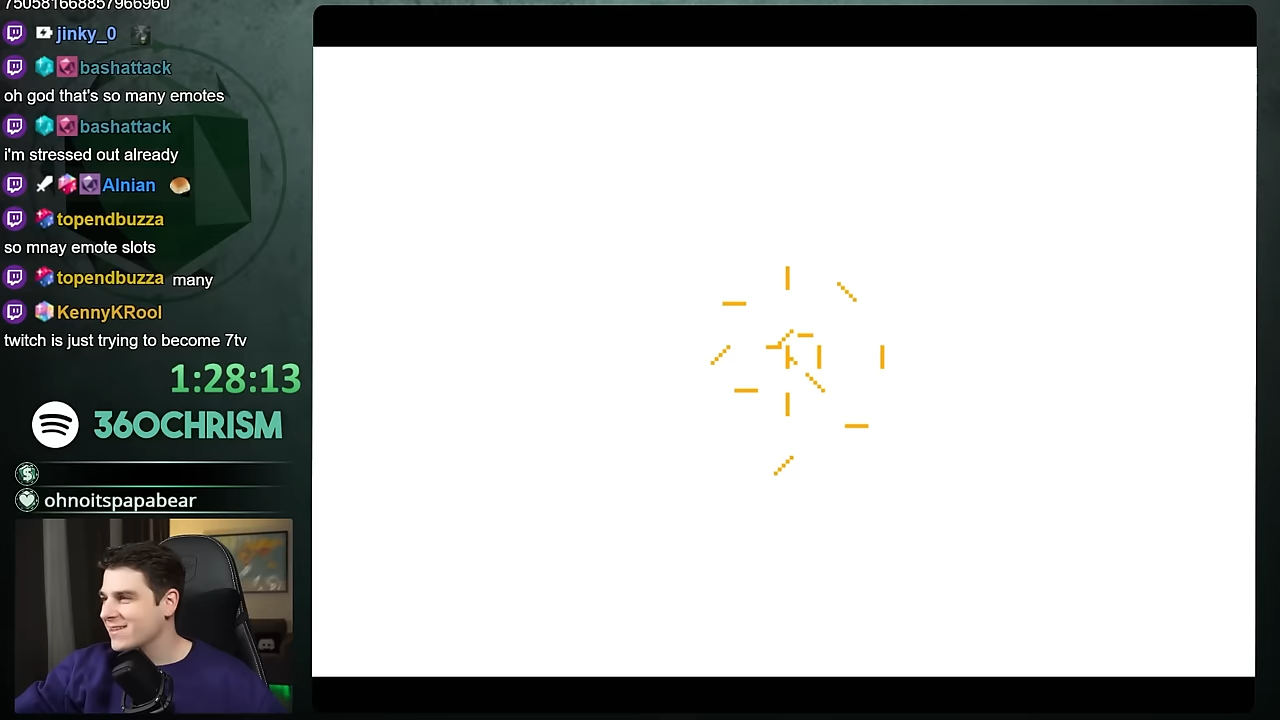 750581668857966960
jinky_0
bashattack
oh god that's so many emotes
bashattack
i'm stressed out already
Alnian
topendbuzza
so mnay emote slots
topendbuzza many
KennyKRool
twitch is just trying to become 7tv
1:28:13
360CHRISM
ohnoitspapabear